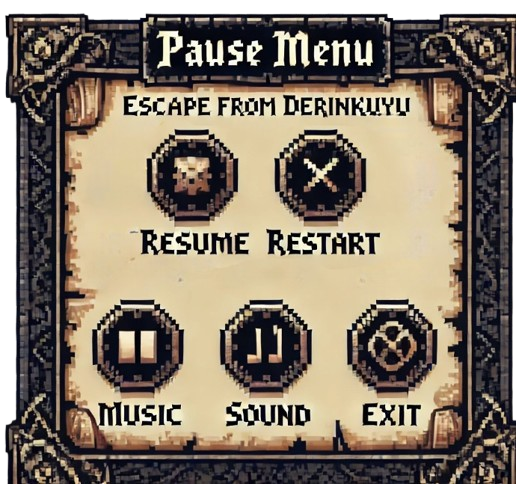 Pause Menu
ESCAPE FROM DERINKUYU
RESUME RESTART
MUSIC SOUND EXIT